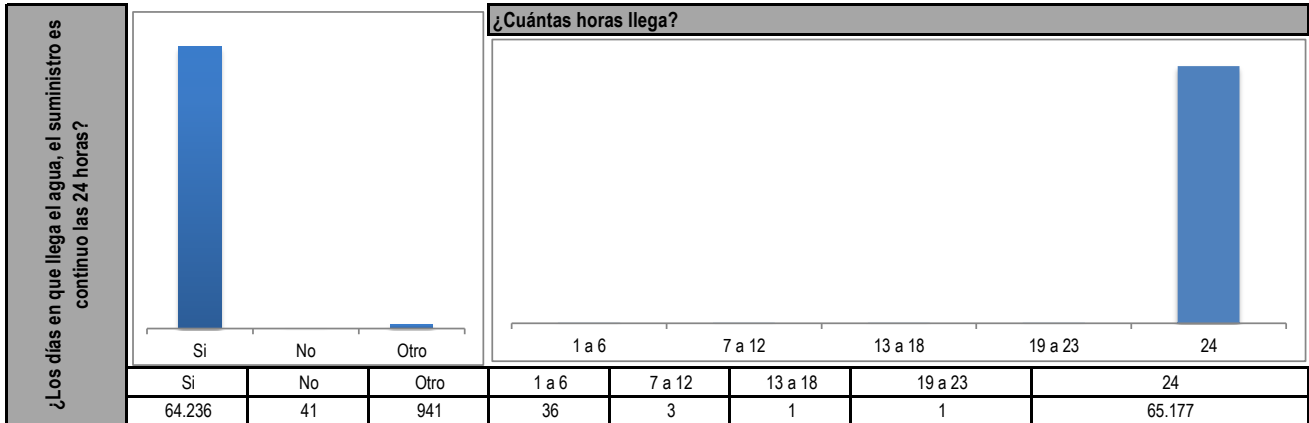 ¿Los días en que llega el agua, el suministro es
continuo las 24 horas?
Si No Otro
Si No Otro
64.236 41 941
¿Cuántas horas llega?
1 a 6 7 a 12 13 a 18 19 a 23 24
1 a 6 7 a 12 13 a 18 19 a 23 24
36 3 1 1 65.177